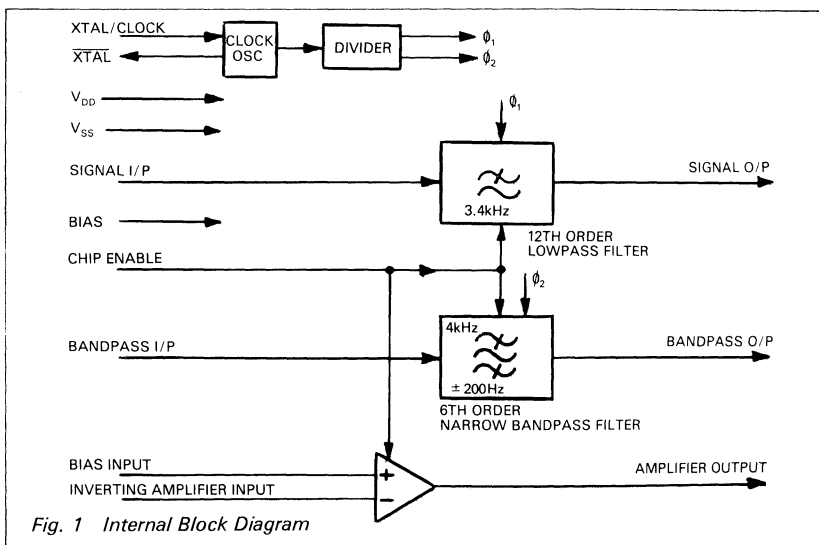 XTAL/CLOCK
XTAL
CLOCK
OSC
DIVIDER
ϕ₁
ϕ₂
V_DD
V_SS
ϕ₁
SIGNAL I/P
3.4kHz
SIGNAL O/P
BIAS
12TH ORDER
LOWPASS FILTER
CHIP ENABLE
ϕ₂
BANDPASS I/P
4kHz
± 200Hz
BANDPASS O/P
6TH ORDER
NARROW BANDPASS FILTER
BIAS INPUT
+
AMPLIFIER OUTPUT
INVERTING AMPLIFIER INPUT
−
Fig. 1 Internal Block Diagram